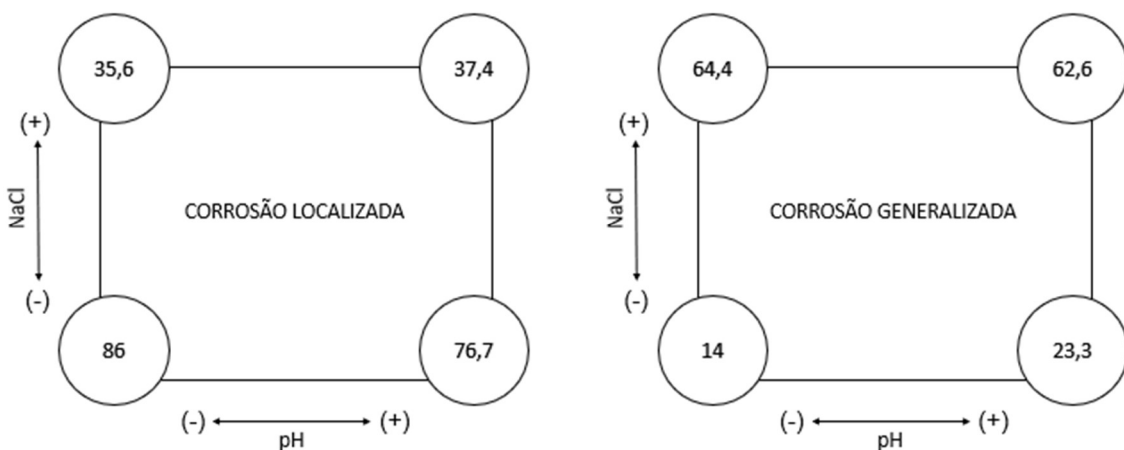 35,6
37,4
(+)
NaCl
(-)
CORROSÃO LOCALIZADA
86
76,7
(-)
(+)
pH
64,4
62,6
(+)
NaCl
(-)
CORROSÃO GENERALIZADA
14
23,3
(-)
(+)
pH